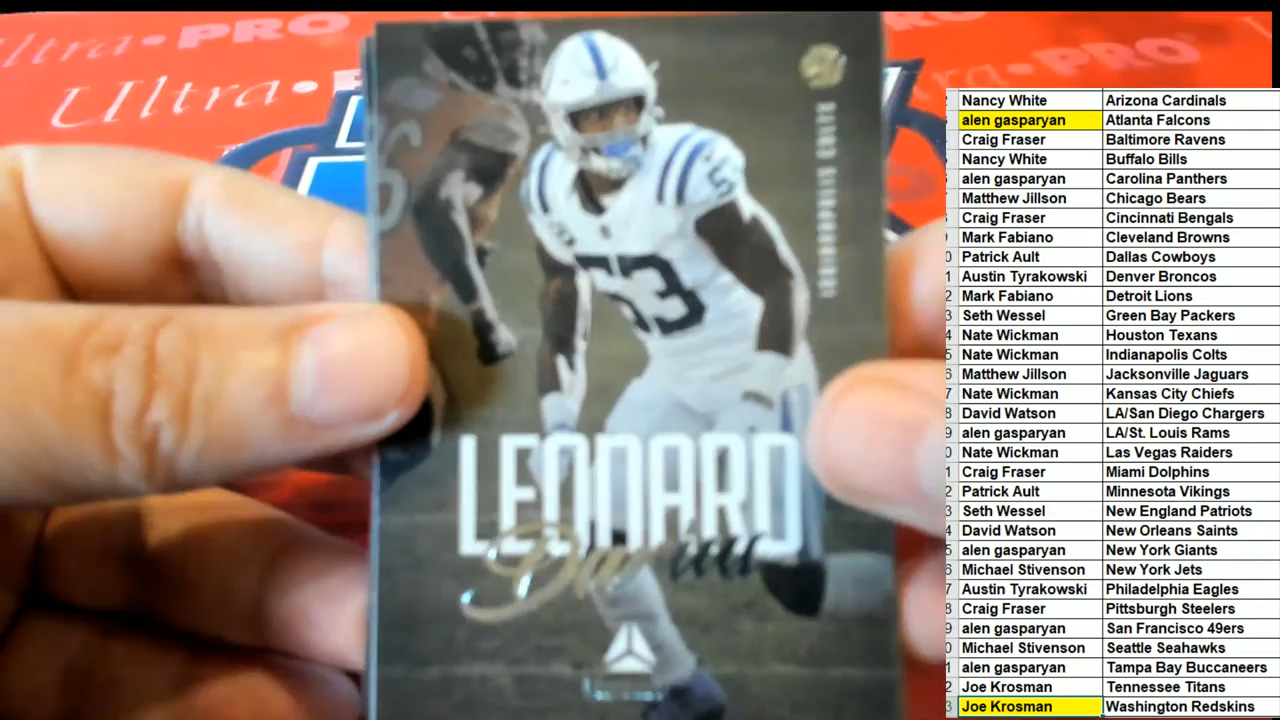 Ultra•PRO
Ultra•PRO
Ultra•PRO
INDIANAPOLIS COLTS
53
LEONARD
Darius
Nancy White Arizona Cardinals
alen gasparyan Atlanta Falcons
Craig Fraser Baltimore Ravens
Nancy White Buffalo Bills
alen gasparyan Carolina Panthers
Matthew Jillson Chicago Bears
Craig Fraser Cincinnati Bengals
Mark Fabiano Cleveland Browns
Patrick Ault Dallas Cowboys
Austin Tyrakowski Denver Broncos
Mark Fabiano Detroit Lions
Seth Wessel Green Bay Packers
Nate Wickman Houston Texans
Nate Wickman Indianapolis Colts
Matthew Jillson Jacksonville Jaguars
Nate Wickman Kansas City Chiefs
David Watson LA/San Diego Chargers
alen gasparyan LA/St. Louis Rams
Nate Wickman Las Vegas Raiders
Craig Fraser Miami Dolphins
Patrick Ault Minnesota Vikings
Seth Wessel New England Patriots
David Watson New Orleans Saints
alen gasparyan New York Giants
Michael Stivenson New York Jets
Austin Tyrakowski Philadelphia Eagles
Craig Fraser Pittsburgh Steelers
alen gasparyan San Francisco 49ers
Michael Stivenson Seattle Seahawks
alen gasparyan Tampa Bay Buccaneers
Joe Krosman Tennessee Titans
Joe Krosman Washington Redskins